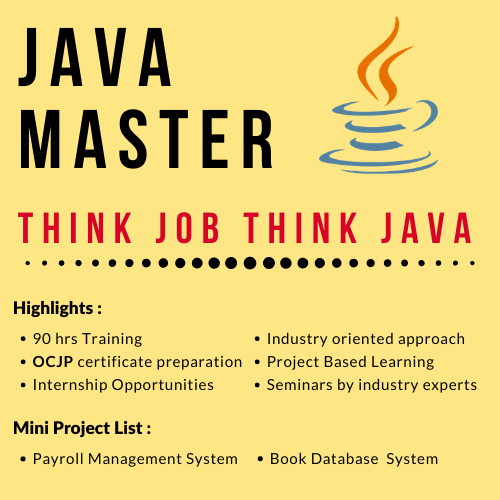 JAVA
MASTER
THINK JOB THINK JAVA
Highlights :
• 90 hrs Training
• OCJP certificate preparation
• Internship Opportunities
• Industry oriented approach
• Project Based Learning
• Seminars by industry experts
Mini Project List :
• Payroll Management System
• Book Database System